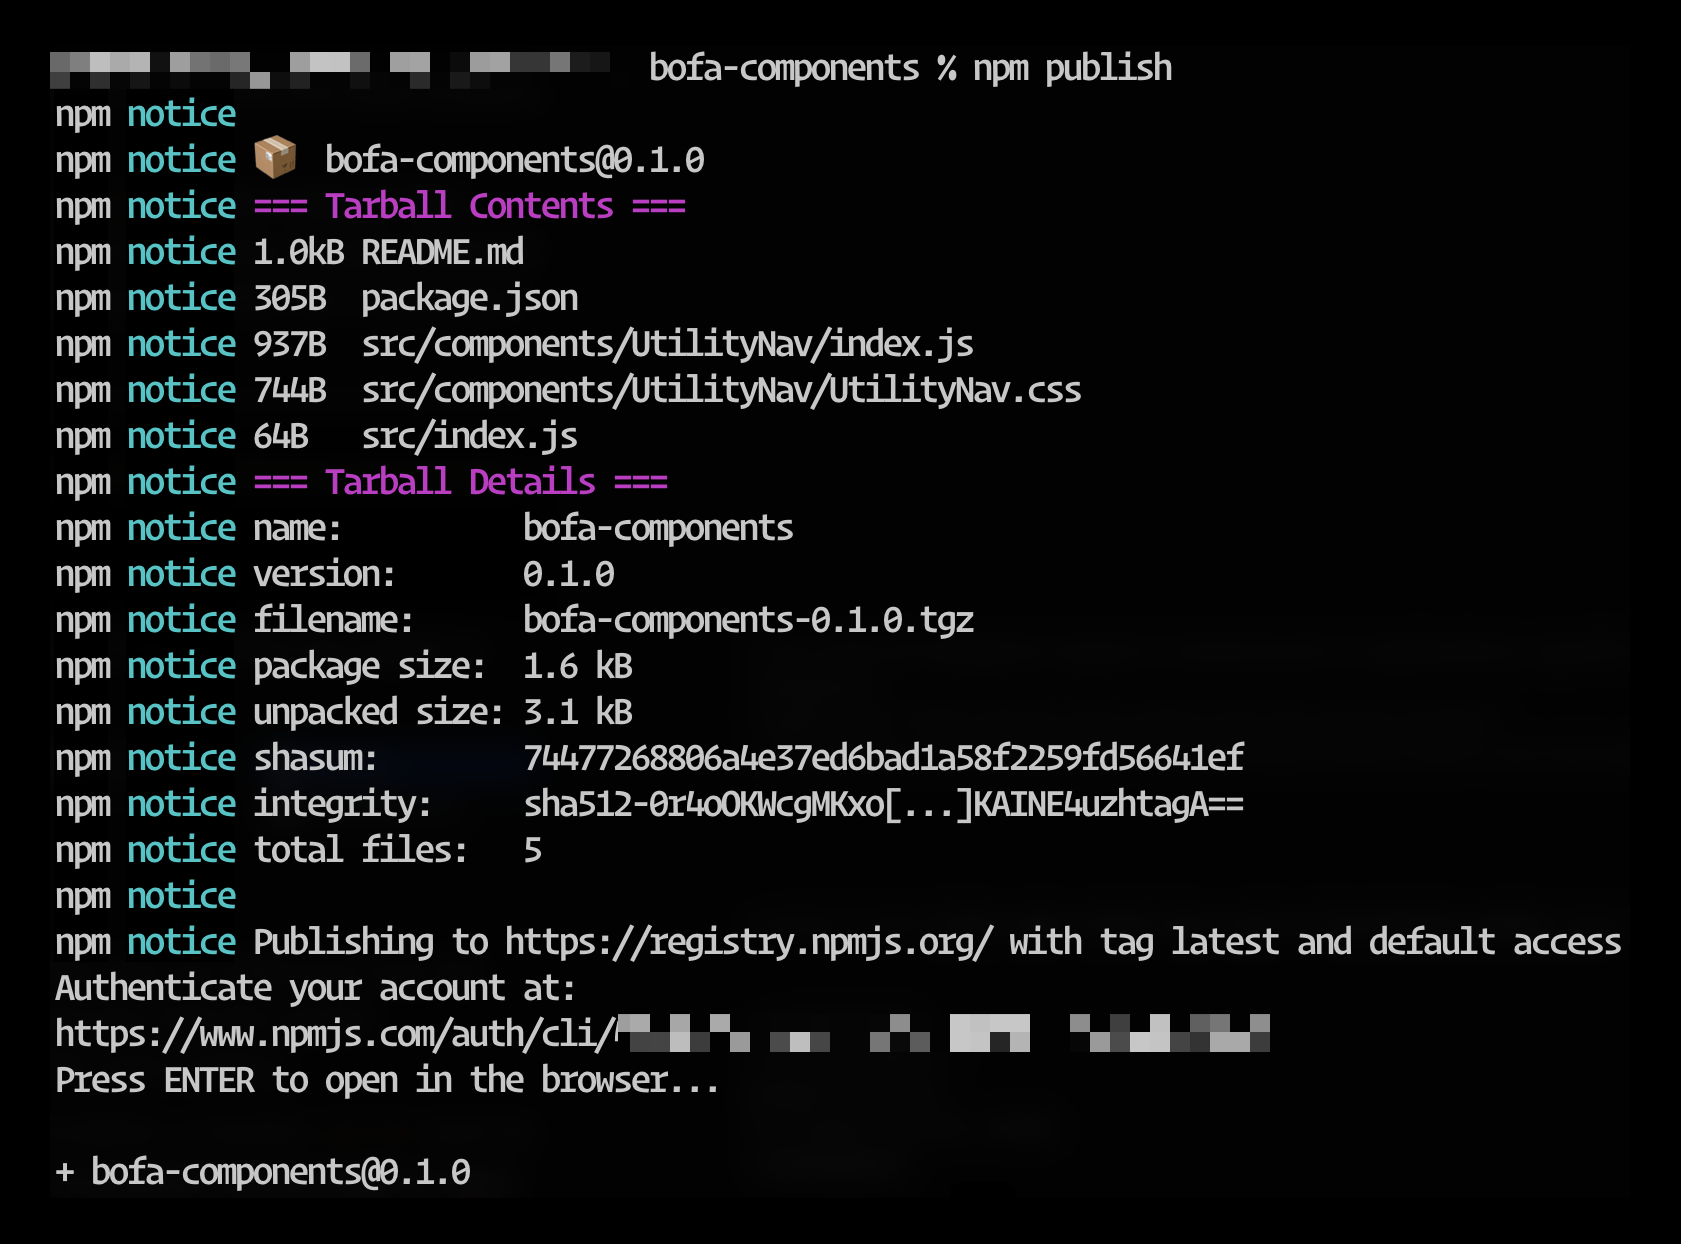 bofa-components % npm publish
npm notice
npm notice 📦 bofa-components@0.1.0
npm notice === Tarball Contents ===
npm notice 1.0kB README.md
npm notice 305B package.json
npm notice 937B src/components/UtilityNav/index.js
npm notice 744B src/components/UtilityNav/UtilityNav.css
npm notice 64B src/index.js
npm notice === Tarball Details ===
npm notice name: bofa-components
npm notice version: 0.1.0
npm notice filename: bofa-components-0.1.0.tgz
npm notice package size: 1.6 kB
npm notice unpacked size: 3.1 kB
npm notice shasum: 74477268806a4e37ed6bad1a58f2259fd56641ef
npm notice integrity: sha512-0r4oOKWcgMKxo[...]KAINE4uzhtagA==
npm notice total files: 5
npm notice
npm notice Publishing to https://registry.npmjs.org/ with tag latest and default access
Authenticate your account at:
https://www.npmjs.com/auth/cli/
Press ENTER to open in the browser...
+ bofa-components@0.1.0